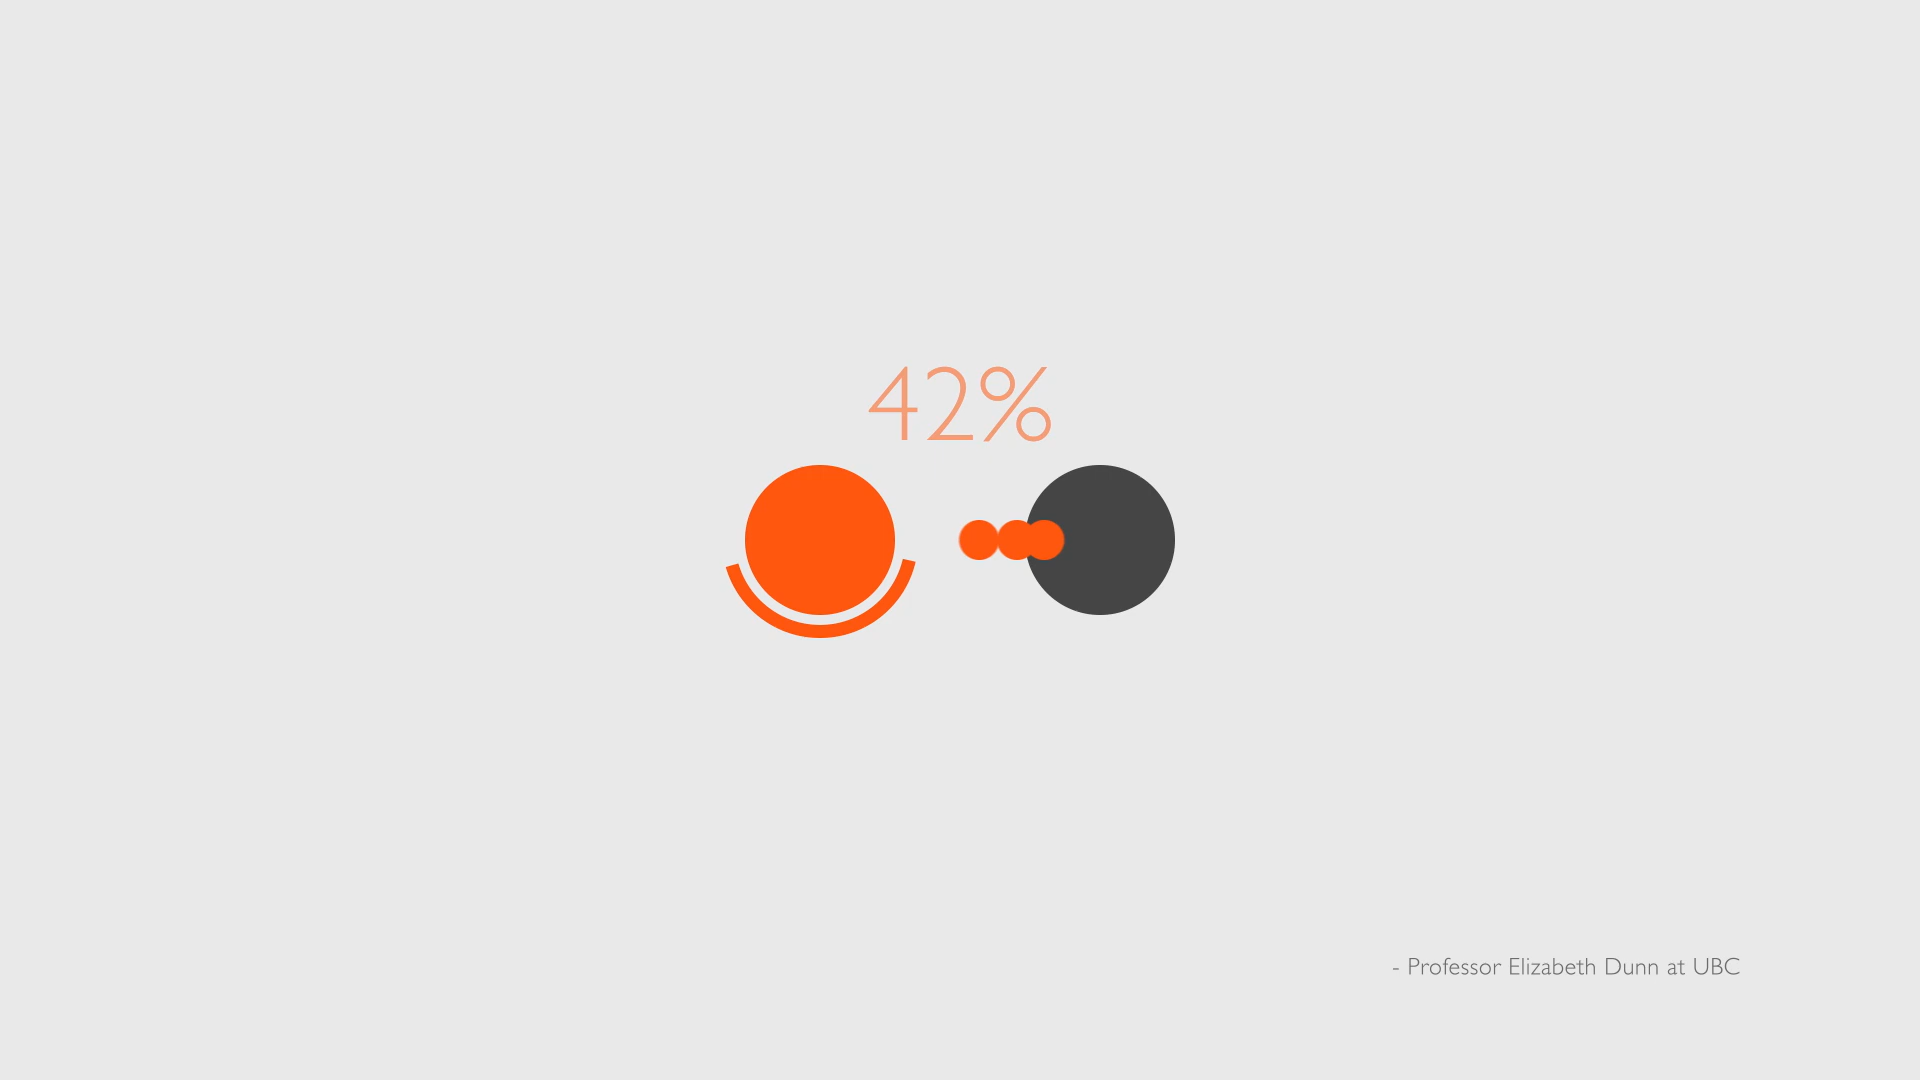 42%
- Professor Elizabeth Dunn at UBC